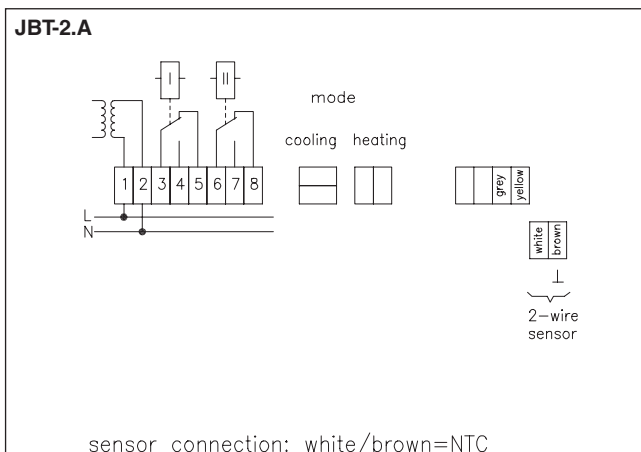 JBT-2.A
I II
mode
cooling heating
1 2 3 4 5 6 7 8
grey yellow
L
N
white brown
2-wire
sensor
sensor connection: white/brown=NTC